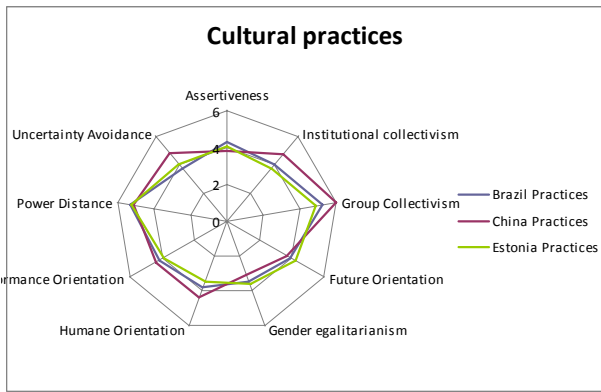 Cultural practices
Assertiveness
Uncertainty Avoidance
Institutional collectivism
Power Distance
Group Collectivism
ormance Orientation
Future Orientation
Humane Orientation
Gender egalitarianism
6
4
2
0
Brazil Practices
China Practices
Estonia Practices